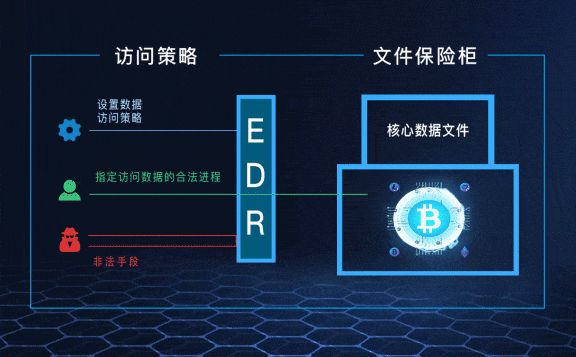 访问策略
文件保险柜
设置数据
访问策略
EDR
核心数据文件
指定访问数据的合法进程
非法手段